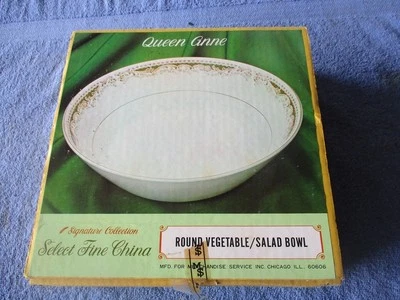 Queen Anne
Signature Collection
Select Fine China
ROUND VEGETABLE/SALAD BOWL
MFD. FOR MERCHANDISE SERVICE INC CHICAGO ILL. 60606